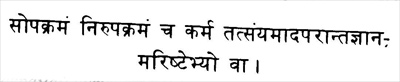 सोपक्रमं निरुपक्रमं च कर्म तत्संयमादपरान्तज्ञान-
मरिष्टेभ्यो वा ।